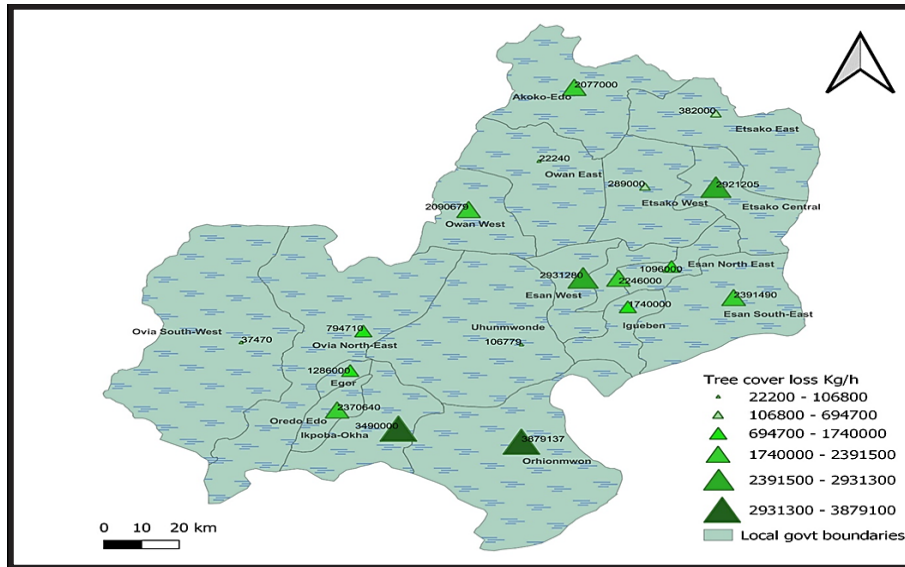 2077000
Akoko-Edo
382000
Etsako East
22240
Owan East
289000
Etsako West
2921205
Etsako Central
2090679
Owan West
Esan North East
1096000
2931280
Esan West
2246000
2391490
Esan South-East
1740000
Igueben
Uhunmwonde
106779
Ovia South-West
37470
794710
Ovia North-East
1286000
Egor
2370640
Oredo Edo
Ikpoba-Okha
3490000
3879137
Orhionmwon
Tree cover loss Kg/h
22200 - 106800
106800 - 694700
694700 - 1740000
1740000 - 2391500
2391500 - 2931300
2931300 - 3879100
Local govt boundaries
0 10 20 km